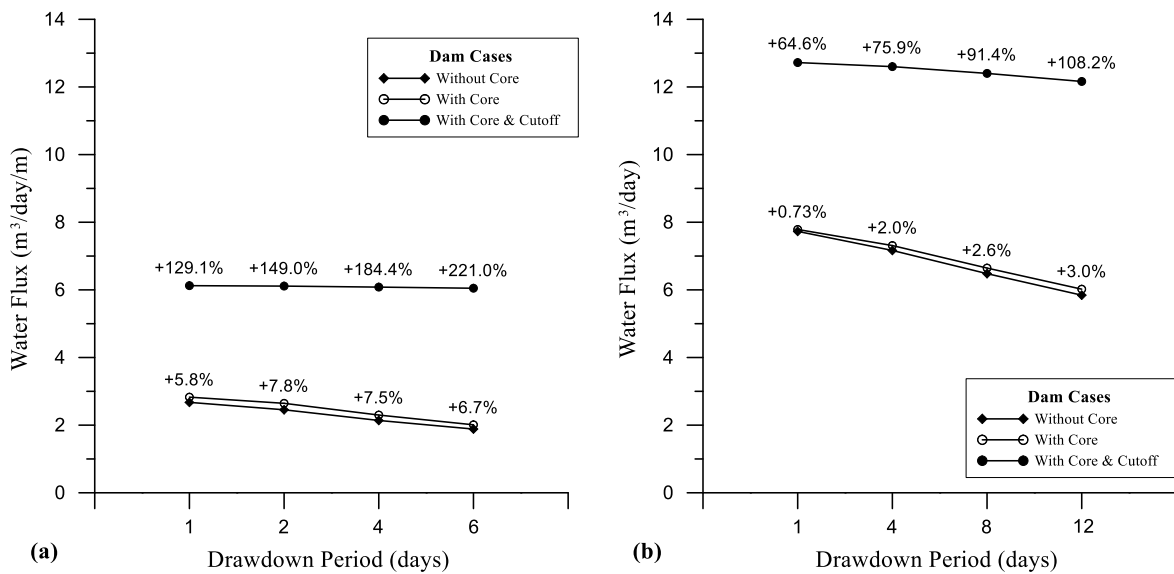 14
12
10
8
6
4
2
0
Water Flux (m³/day/m)
Dam Cases
Without Core
With Core
With Core & Cutoff
+129.1% +149.0% +184.4% +221.0%
+5.8% +7.8% +7.5% +6.7%
1 2 4 6
Drawdown Period (days)
(a)
14
12
10
8
6
4
2
0
Water Flux (m³/day)
+64.6% +75.9% +91.4% +108.2%
+0.73% +2.0% +2.6% +3.0%
Dam Cases
Without Core
With Core
With Core & Cutoff
1 4 8 12
Drawdown Period (days)
(b)